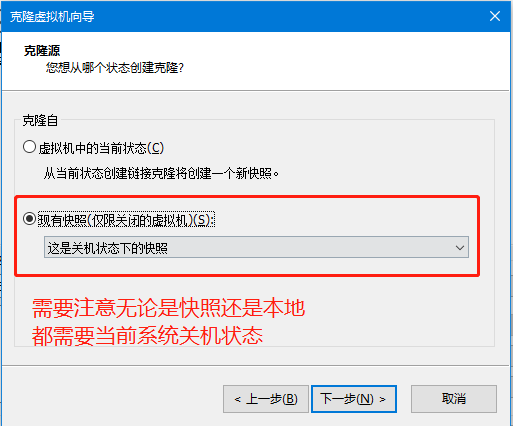 克隆虚拟机向导
克隆源
您想从哪个状态创建克隆?
克隆自
虚拟机中的当前状态(C)
从当前状态创建链接克隆将创建一个新快照。
现有快照(仅限关闭的虚拟机)(S):
这是关机状态下的快照
需要注意无论是快照还是本地
都需要当前系统关机状态
< 上一步(B) 下一步(N) > 取消